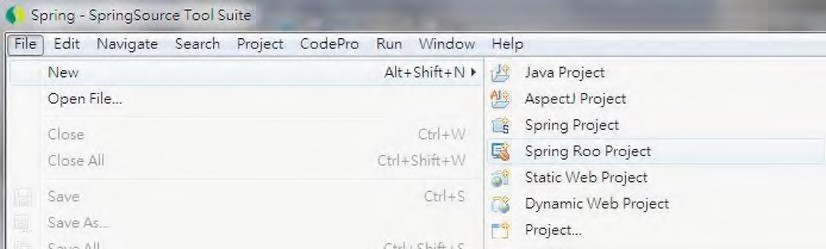 Spring - SpringSource Tool Suite
File Edit Navigate Search Project CodePro Run Window Help
New Alt+Shift+N
Open File...
Close Ctrl+W
Close All Ctrl+Shift+W
Save Ctrl+S
Save As...
Save All Ctrl+Shift+S
Java Project
AspectJ Project
Spring Project
Spring Roo Project
Static Web Project
Dynamic Web Project
Project...